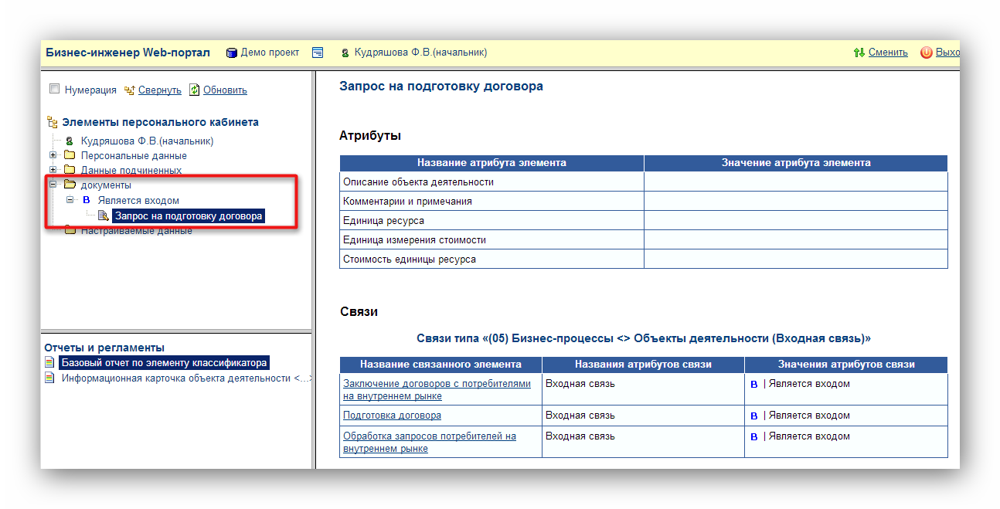 Бизнес-инженер Web-портал Демо проект Кудряшова Ф.В.(начальник) Сменить Выхо
Нумерация Свернуть Обновить
Элементы персонального кабинета
Кудряшова Ф.В.(начальник)
Персональные данные
Данные подчиненных
документы
В Является входом
Запрос на подготовку договора
Настраиваемые данные
Отчеты и регламенты
Базовый отчет по элементу классификатора
Информационная карточка объекта деятельности <...>
Запрос на подготовку договора
Атрибуты
Название атрибута элемента Значение атрибута элемента
Описание объекта деятельности
Комментарии и примечания
Единица ресурса
Единица измерения стоимости
Стоимость единицы ресурса
Связи
Связи типа «(05) Бизнес-процессы <> Объекты деятельности (Входная связь)»
Название связанного элемента Названия атрибутов связи Значения атрибутов связи
Заключение договоров с потребителями Входная связь В | Является входом
на внутреннем рынке
Подготовка договора Входная связь В | Является входом
Обработка запросов потребителей на Входная связь В | Является входом
внутреннем рынке